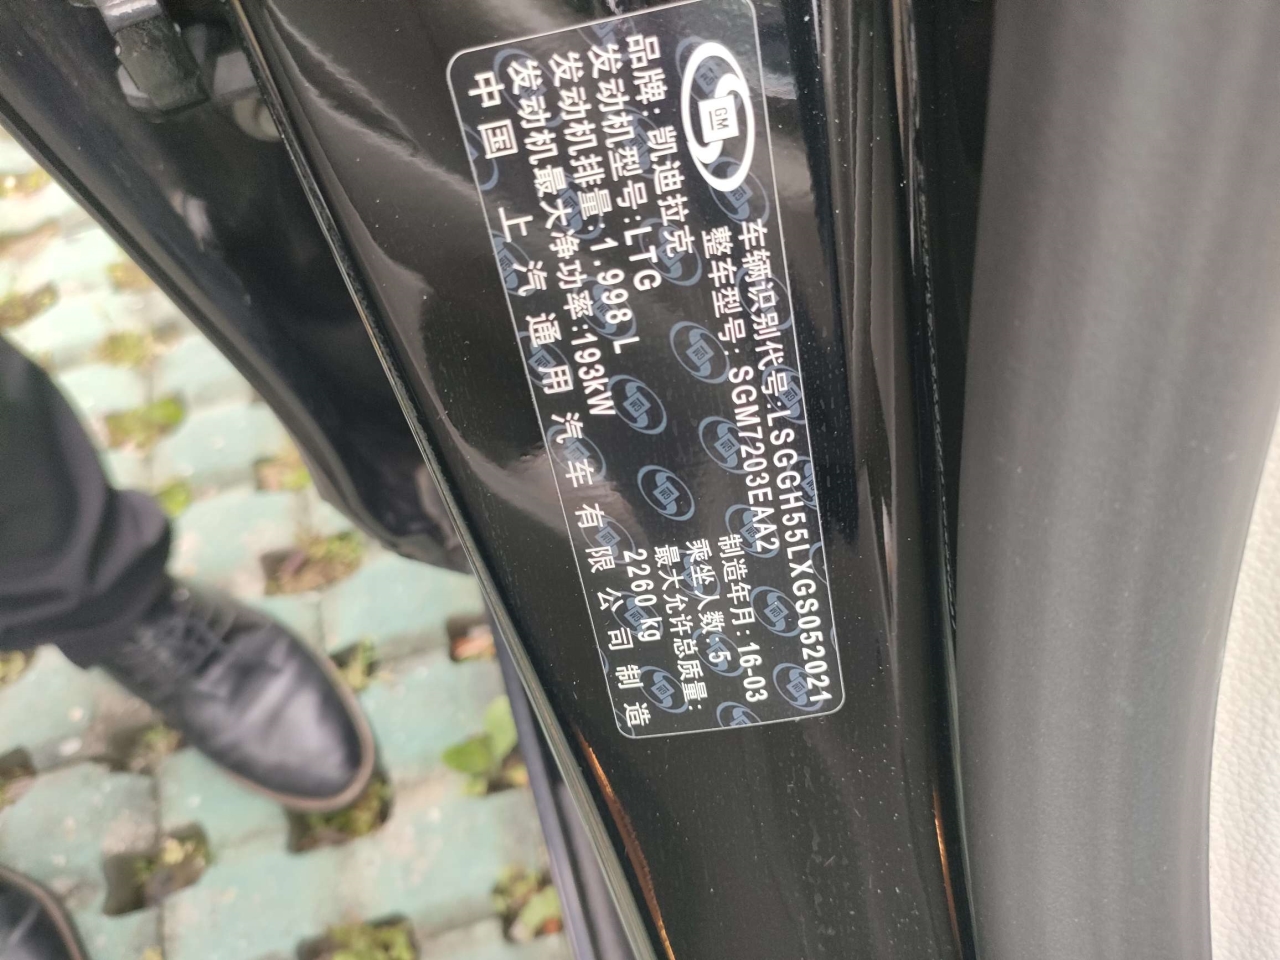 GM
车辆识别代号:LSGGH55LXGS052021
整车型号:SGM7203EAA2
品牌:凯迪拉克
制造年月:16-03
发动机型号:LTG
乘坐人数:5
发动机排量:1.998L
最大允许总质量:
发动机最大净功率:193kW
2260kg
中国 上汽通用汽车有限公司制造